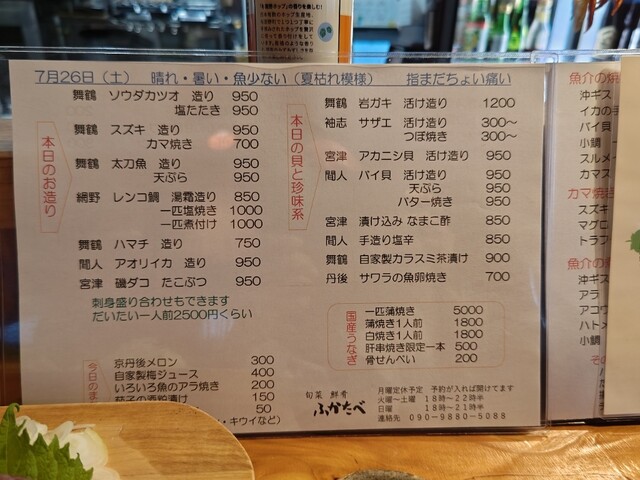 7月26日（土） 晴れ・暑い・魚少ない（夏枯れ模様） 指まだちょい痛い
本日のお造り
舞鶴 ソウダカツオ 造り 950
塩たたき 950
舞鶴 スズキ 造り 950
カマ焼き 700
舞鶴 太刀魚 造り 950
天ぷら 950
網野 レンコ鯛 湯霜造り 850
一匹塩焼き 1000
一匹煮付け 1000
舞鶴 ハマチ 造り 750
間人 アオリイカ 造り 950
宮津 磯ダコ たこぶつ 950
刺身盛り合わせもできます
だいたい一人前2500円くらい
今日のま
京丹後メロン 300
自家製梅ジュース 400
いろいろ魚のアラ焼き 200
茄子の酒粕漬け 150
50
・キウイなど）
本日の貝と珍味系
舞鶴 岩ガキ 活け造り 1200
袖志 サザエ 活け造り 300～
つぼ焼き 300～
宮津 アカニシ貝 活け造り 950
間人 バイ貝 活け造り 950
天ぷら 950
バター焼き 950
宮津 漬け込み なまこ酢 850
間人 手造り塩辛 850
舞鶴 自家製カラスミ茶漬け 900
丹後 サワラの魚卵焼き 700
国産うなぎ
一匹蒲焼き 5000
蒲焼き1人前 1800
白焼き1人前 1800
肝串焼き限定一本 500
骨せんべい 200
旬菜 鮮肴
ふかたべ
月曜定休予定 予約が入れば開けてます
火曜～土曜 18時～22時半
日曜 18時～21時半
連絡先 090-9880-5088
魚介の焼
沖ギス
イカの手
バイ貝
小鯛
スルメ
カマス
カマ焼き
スズキ
マグロ
トラフ
魚介の
沖ギス
アラ
アコウ
ハトメ
小鯛
その